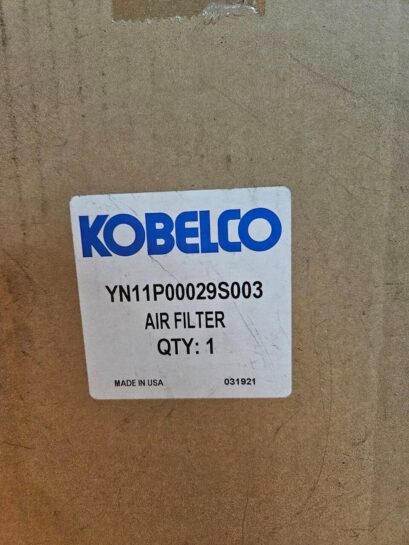 KOBELCO
YN11P00029S003
AIR FILTER
QTY: 1
MADE IN USA 031921